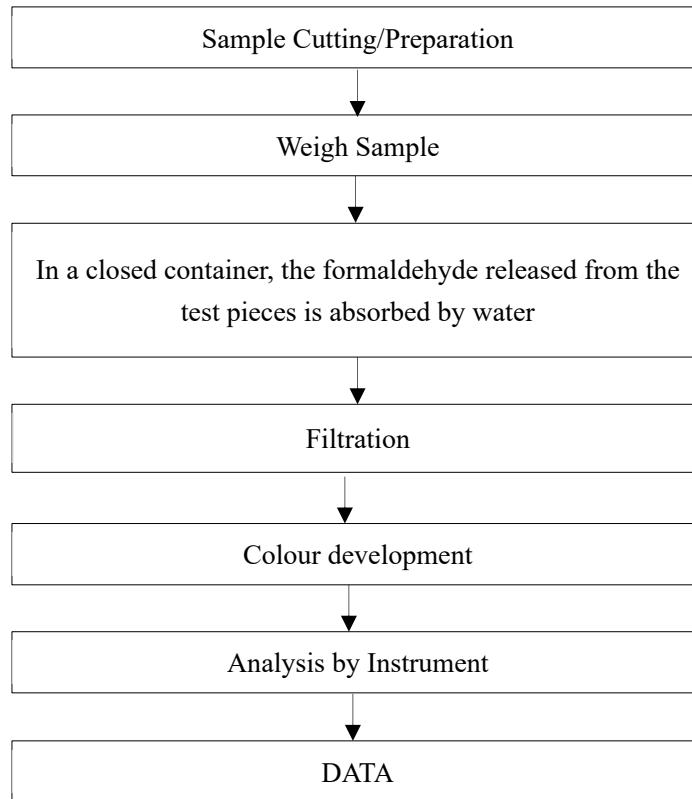 Sample Cutting/Preparation
Weigh Sample
In a closed container, the formaldehyde released from the
test pieces is absorbed by water
Filtration
Colour development
Analysis by Instrument
DATA